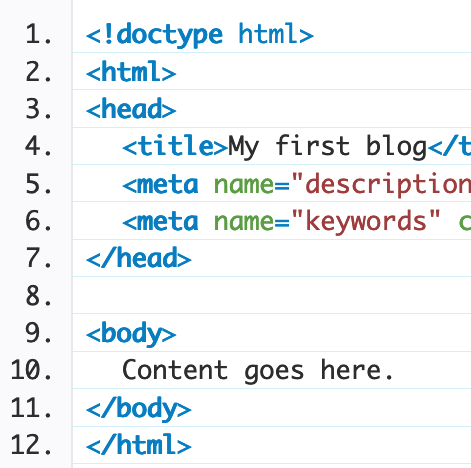 1. <!doctype html>
2. <html>
3. <head>
4. <title>My first blog</t
5. <meta name="description
6. <meta name="keywords" c
7. </head>
8.
9. <body>
10. Content goes here.
11. </body>
12. </html>